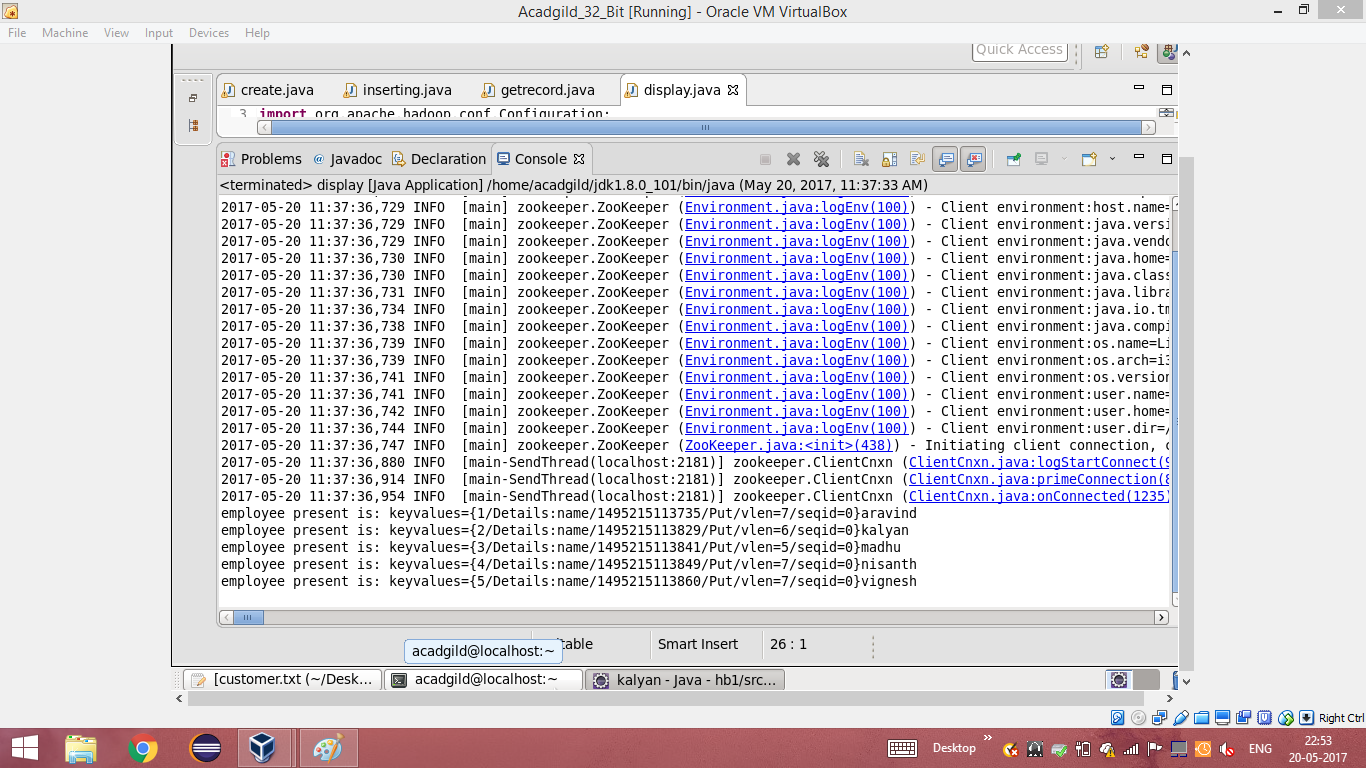 Acadgild_32_Bit [Running] - Oracle VM VirtualBox
File Machine View Input Devices Help
Quick Access
create.java inserting.java getrecord.java display.java
3 import org.apache.hadoop.conf.Configuration;
Problems @ Javadoc Declaration Console
<terminated> display [Java Application] /home/acadgild/jdk1.8.0_101/bin/java (May 20, 2017, 11:37:33 AM)
2017-05-20 11:37:36,729 INFO [main] zookeeper.ZooKeeper (Environment.java:logEnv(100)) - Client environment:host.name=
2017-05-20 11:37:36,729 INFO [main] zookeeper.ZooKeeper (Environment.java:logEnv(100)) - Client environment:java.versi
2017-05-20 11:37:36,729 INFO [main] zookeeper.ZooKeeper (Environment.java:logEnv(100)) - Client environment:java.vendo
2017-05-20 11:37:36,730 INFO [main] zookeeper.ZooKeeper (Environment.java:logEnv(100)) - Client environment:java.home=
2017-05-20 11:37:36,730 INFO [main] zookeeper.ZooKeeper (Environment.java:logEnv(100)) - Client environment:java.class
2017-05-20 11:37:36,731 INFO [main] zookeeper.ZooKeeper (Environment.java:logEnv(100)) - Client environment:java.libra
2017-05-20 11:37:36,734 INFO [main] zookeeper.ZooKeeper (Environment.java:logEnv(100)) - Client environment:java.io.tm
2017-05-20 11:37:36,738 INFO [main] zookeeper.ZooKeeper (Environment.java:logEnv(100)) - Client environment:java.compi
2017-05-20 11:37:36,739 INFO [main] zookeeper.ZooKeeper (Environment.java:logEnv(100)) - Client environment:os.name=Li
2017-05-20 11:37:36,739 INFO [main] zookeeper.ZooKeeper (Environment.java:logEnv(100)) - Client environment:os.arch=i3
2017-05-20 11:37:36,741 INFO [main] zookeeper.ZooKeeper (Environment.java:logEnv(100)) - Client environment:os.version
2017-05-20 11:37:36,741 INFO [main] zookeeper.ZooKeeper (Environment.java:logEnv(100)) - Client environment:user.name=
2017-05-20 11:37:36,742 INFO [main] zookeeper.ZooKeeper (Environment.java:logEnv(100)) - Client environment:user.home=
2017-05-20 11:37:36,744 INFO [main] zookeeper.ZooKeeper (Environment.java:logEnv(100)) - Client environment:user.dir=/
2017-05-20 11:37:36,747 INFO [main] zookeeper.ZooKeeper (ZooKeeper.java:<init>(438)) - Initiating client connection, c
2017-05-20 11:37:36,880 INFO [main-SendThread(localhost:2181)] zookeeper.ClientCnxn (ClientCnxn.java:logStartConnect(9
2017-05-20 11:37:36,914 INFO [main-SendThread(localhost:2181)] zookeeper.ClientCnxn (ClientCnxn.java:primeConnection(8
2017-05-20 11:37:36,954 INFO [main-SendThread(localhost:2181)] zookeeper.ClientCnxn (ClientCnxn.java:onConnected(1235)
employee present is: keyvalues={1/Details:name/1495215113735/Put/vlen=7/seqid=0}aravind
employee present is: keyvalues={2/Details:name/1495215113829/Put/vlen=6/seqid=0}kalyan
employee present is: keyvalues={3/Details:name/1495215113841/Put/vlen=5/seqid=0}madhu
employee present is: keyvalues={4/Details:name/1495215113849/Put/vlen=7/seqid=0}nisanth
employee present is: keyvalues={5/Details:name/1495215113860/Put/vlen=7/seqid=0}vignesh
table Smart Insert 26 : 1
acadgild@localhost:~
[customer.txt (~/Desk... acadgild@localhost:~ kalyan - Java - hb1/src...
Right Ctrl
Desktop » ENG 22:53
20-05-2017